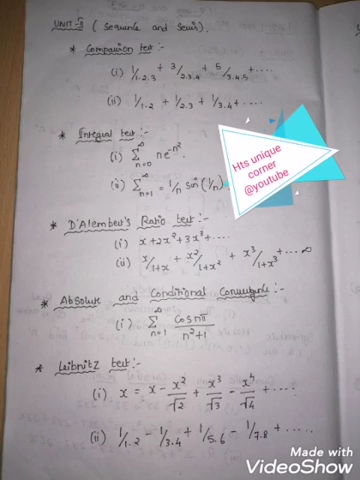 UNIT-3 ( Sequence and Series ).
* Comparison test :-
(i) 1/1.2.3 + 3/2.3.4 + 5/3.4.5 + ....
(ii) 1/1.2 + 1/2.3 + 1/3.4 + ....
* Integral test :-
(i) ∞ Σ n=0 ne^-n².
(ii) ∞ Σ n=1 = 1/n sin (1/n)
Hts unique
corner
@youtube
* D'Alembert's Ratio test :-
(i) x + 2x² + 3x³ + ....
(ii) x/1+x + x²/1+x² + x³/1+x³ + .... ∞
* Absolute and Conditional Convergence :-
(i) ∞ Σ n=1 cos nπ / n²+1
* Leibnitz test :-
(i) x = x - x²/√2 + x³/√3 - x⁴/√4 + ....
(ii) 1/1.2 - 1/3.4 + 1/5.6 - 1/7.8 + .....
Made with
VideoShow